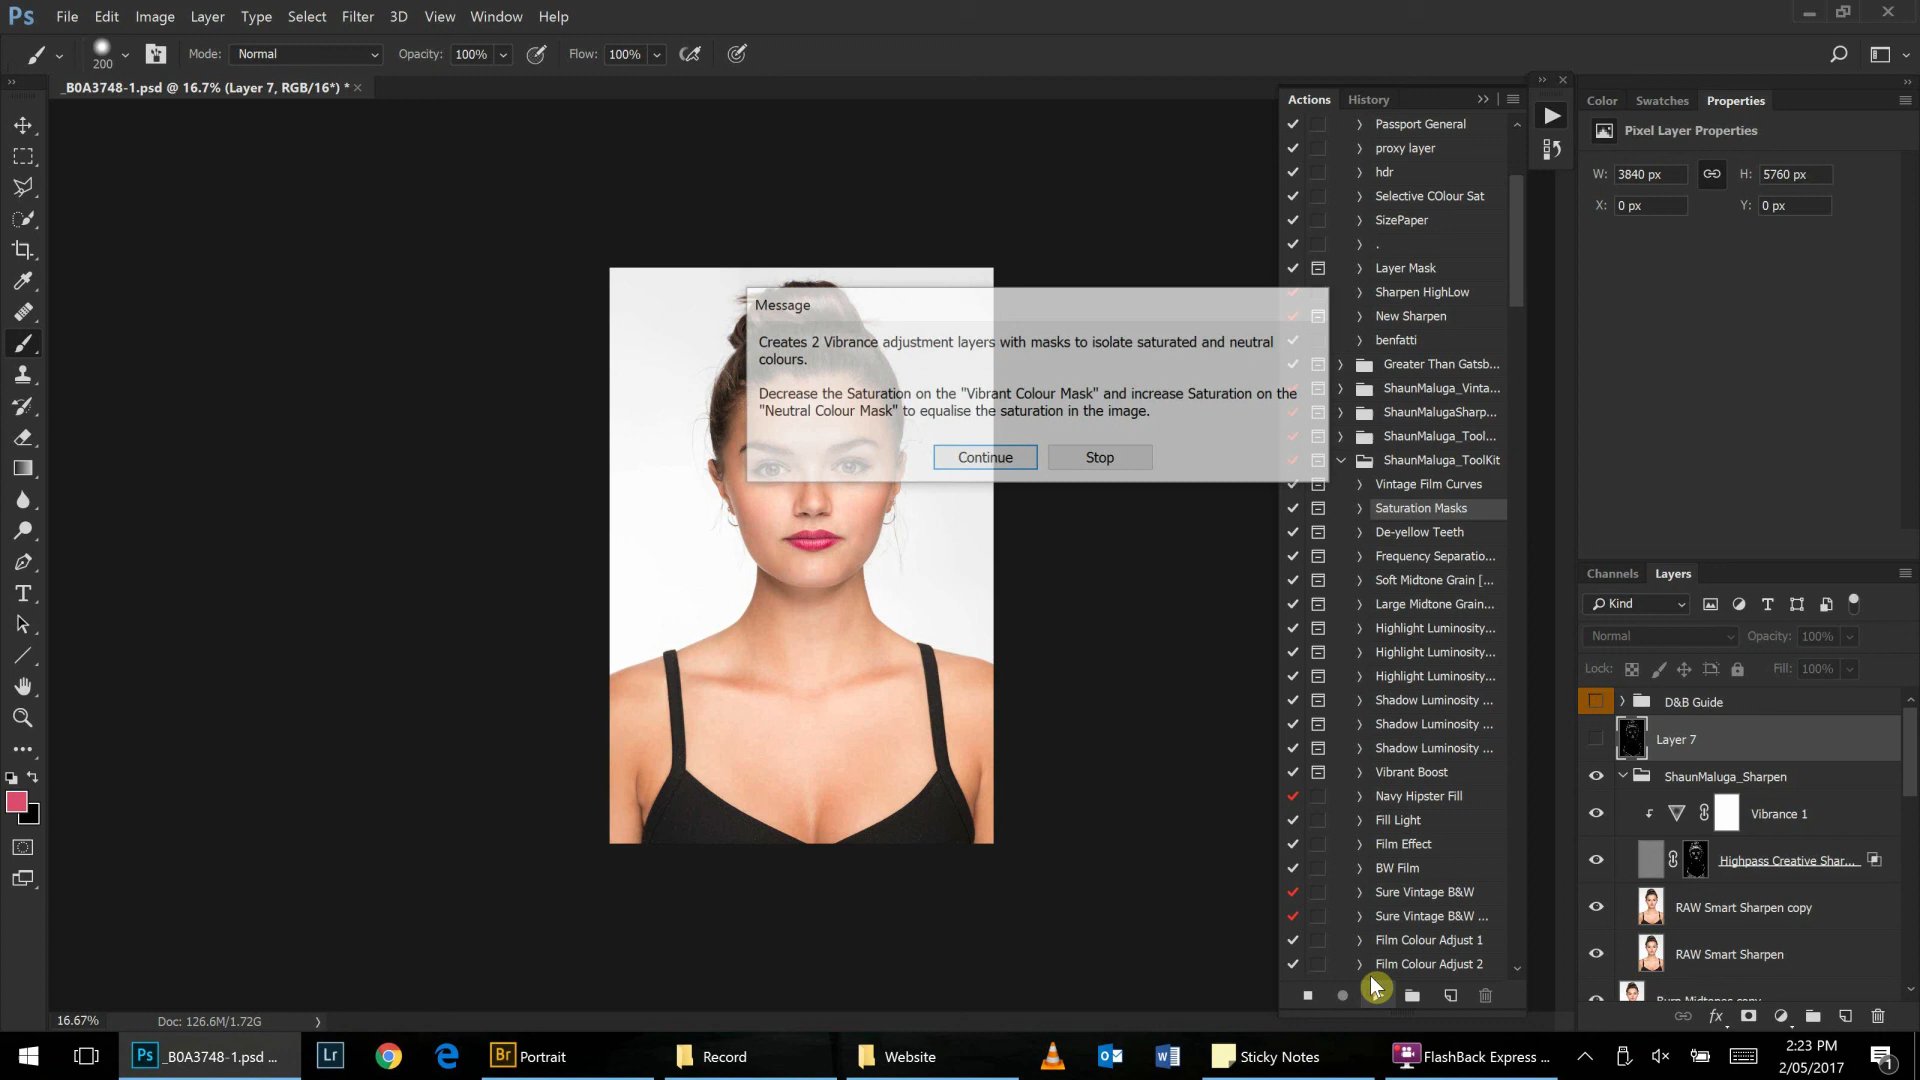 Ps File Edit Image Layer Type Select Filter 3D View Window Help
200 Mode: Normal Opacity: 100% Flow: 100%
_B0A3748-1.psd @ 16.7% (Layer 7, RGB/16*) *
Actions History
Passport General
proxy layer
hdr
Selective COlour Sat
SizePaper
.
Layer Mask
Sharpen HighLow
New Sharpen
benfatti
Greater Than Gatsb...
ShaunMaluga_Vinta...
ShaunMalugaSharp...
ShaunMaluga_Tool...
ShaunMaluga_ToolKit
Vintage Film Curves
Saturation Masks
De-yellow Teeth
Frequency Separatio...
Soft Midtone Grain [...
Large Midtone Grain...
Highlight Luminosity...
Highlight Luminosity...
Highlight Luminosity...
Shadow Luminosity ...
Shadow Luminosity ...
Shadow Luminosity ...
Vibrant Boost
Navy Hipster Fill
Fill Light
Film Effect
BW Film
Sure Vintage B&W
Sure Vintage B&W ...
Film Colour Adjust 1
Film Colour Adjust 2
Message
Creates 2 Vibrance adjustment layers with masks to isolate saturated and neutral
colours.
Decrease the Saturation on the "Vibrant Colour Mask" and increase Saturation on the
"Neutral Colour Mask" to equalise the saturation in the image.
Continue Stop
Color Swatches Properties
Pixel Layer Properties
W: 3840 px H: 5760 px
X: 0 px Y: 0 px
Channels Layers
Kind
Normal Opacity: 100%
Lock: Fill: 100%
D&B Guide
Layer 7
ShaunMaluga_Sharpen
Vibrance 1
Highpass Creative Shar...
RAW Smart Sharpen copy
RAW Smart Sharpen
Burn Midtones copy
fx
16.67% Doc: 126.6M/1.72G
Ps _B0A3748-1.psd ... Lr Br Portrait Record Website Sticky Notes FlashBack Express ...
2:23 PM
2/05/2017
1